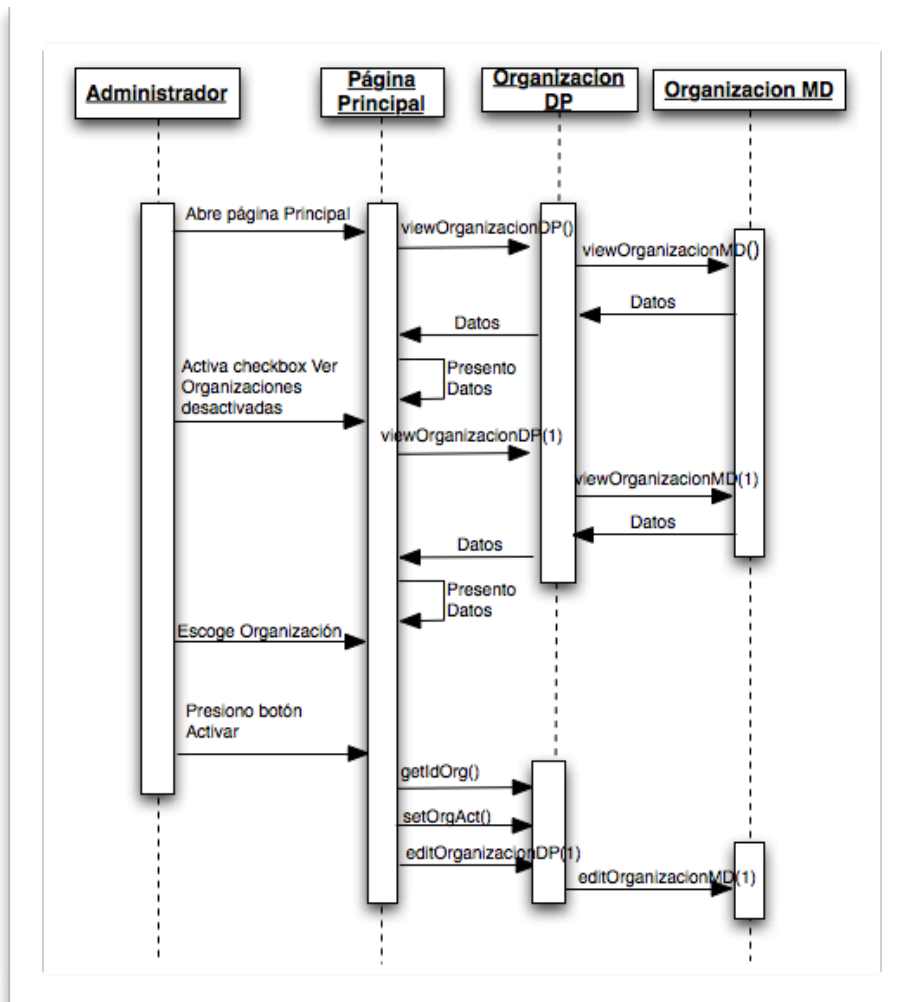 Administrador
Página
Principal
Organizacion
DP
Organizacion MD
Abre página Principal
viewOrganizacionDP()
viewOrganizacionMD()
Datos
Datos
Presento
Datos
Activa checkbox Ver
Organizaciones
desactivadas
viewOrganizacionDP(1)
viewOrganizacionMD(1)
Datos
Datos
Presento
Datos
Escoge Organización
Presiono botón
Activar
getIdOrg()
setOrgAct()
editOrganizacionDP(1)
editOrganizacionMD(1)